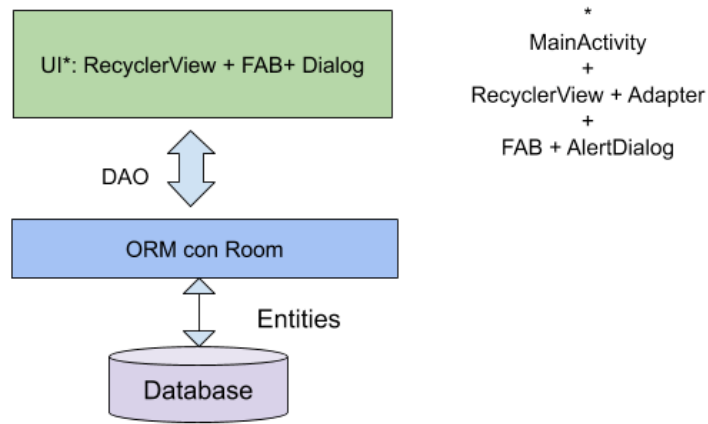 UI*: RecyclerView + FAB+ Dialog
*
MainActivity
+
RecyclerView + Adapter
+
FAB + AlertDialog
DAO
ORM con Room
Entities
Database